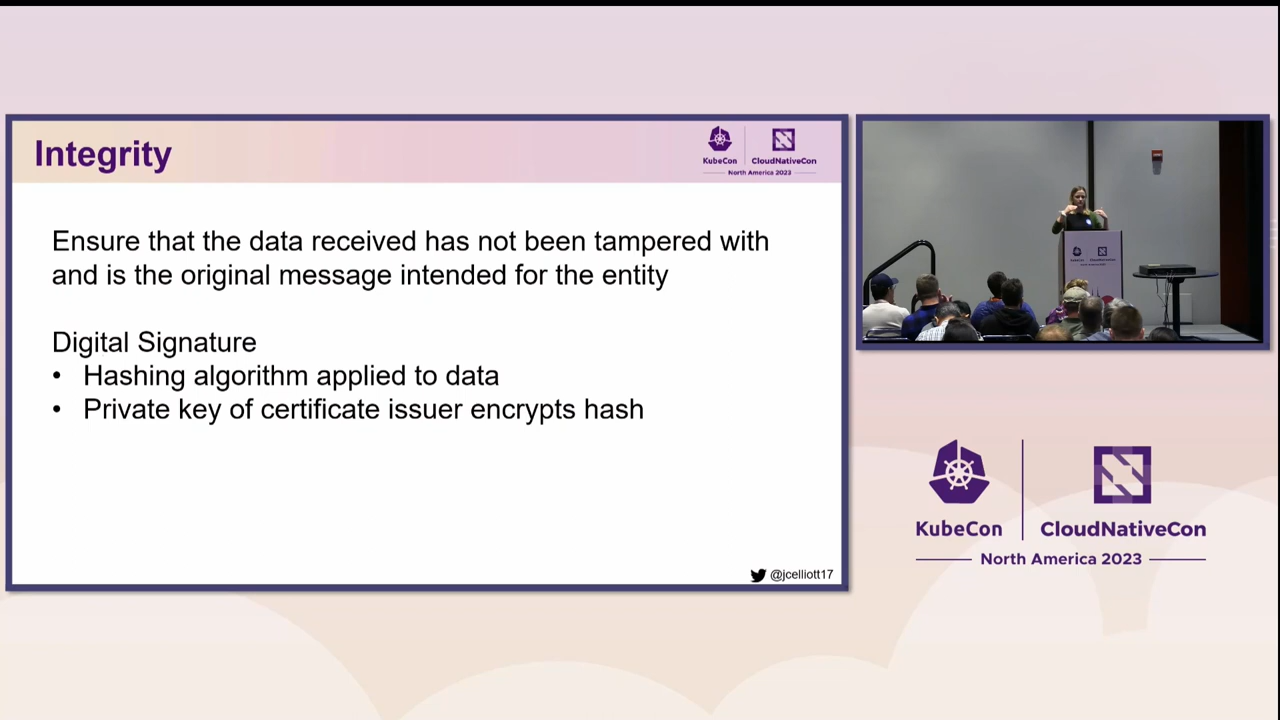 Integrity
KubeCon
CloudNativeCon
North America 2023
Ensure that the data received has not been tampered with
and is the original message intended for the entity
Digital Signature
• Hashing algorithm applied to data
• Private key of certificate issuer encrypts hash
@jcelliott17
KubeCon
CloudNativeCon
North America 2023